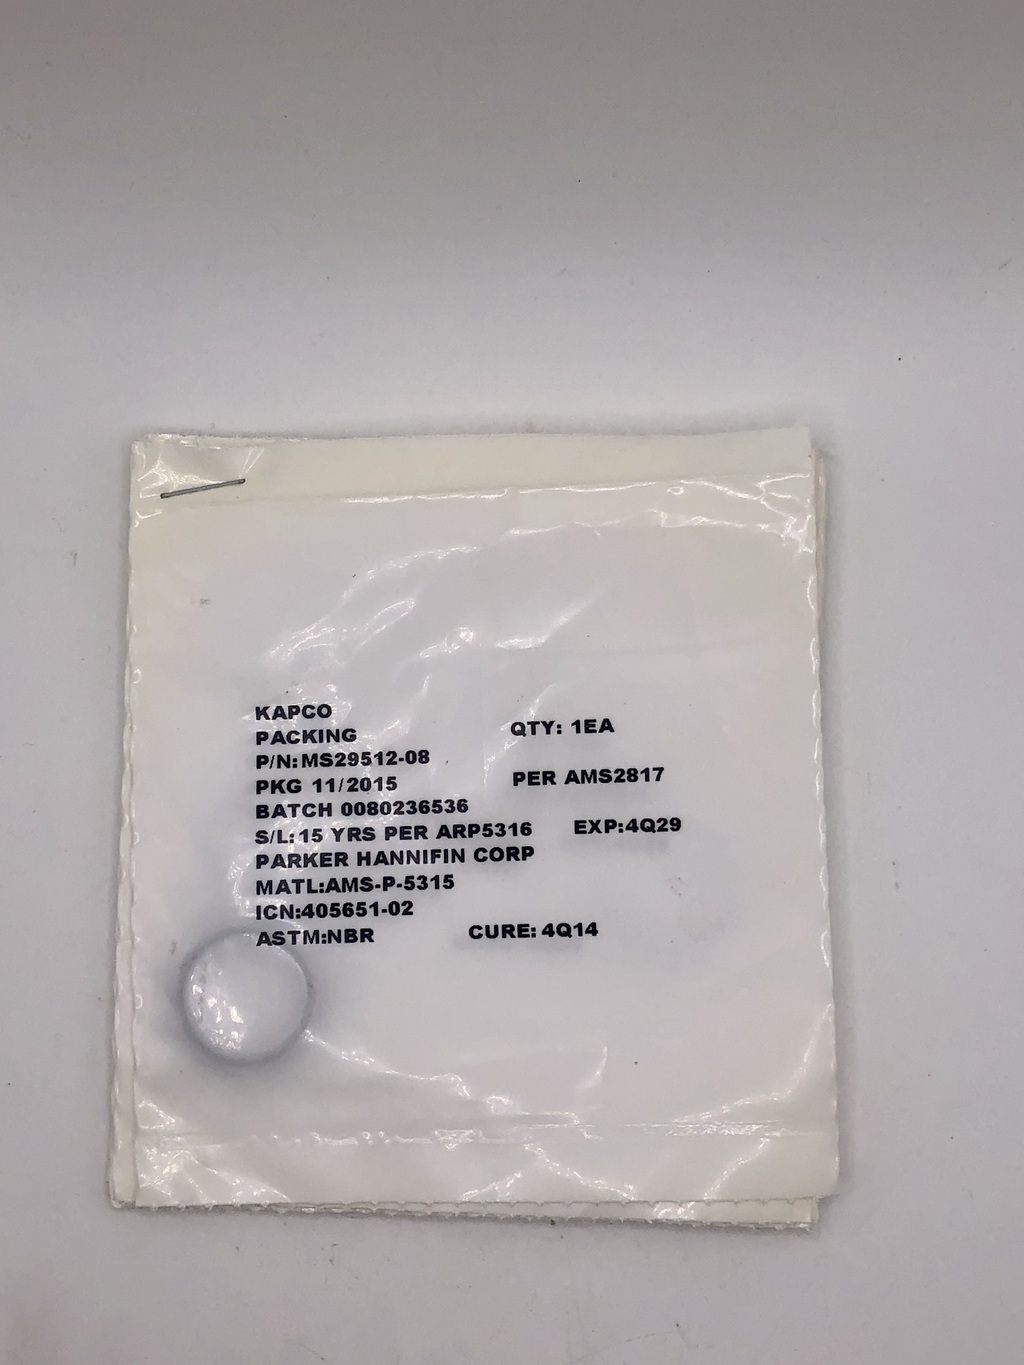 KAPCO
PACKING QTY: 1EA
P/N:MS29512-08
PKG 11/2015 PER AMS2817
BATCH 0080236536
S/L:15 YRS PER ARP5316 EXP:4Q29
PARKER HANNIFIN CORP
MATL:AMS-P-5315
ICN:405651-02
ASTM:NBR CURE:4Q14